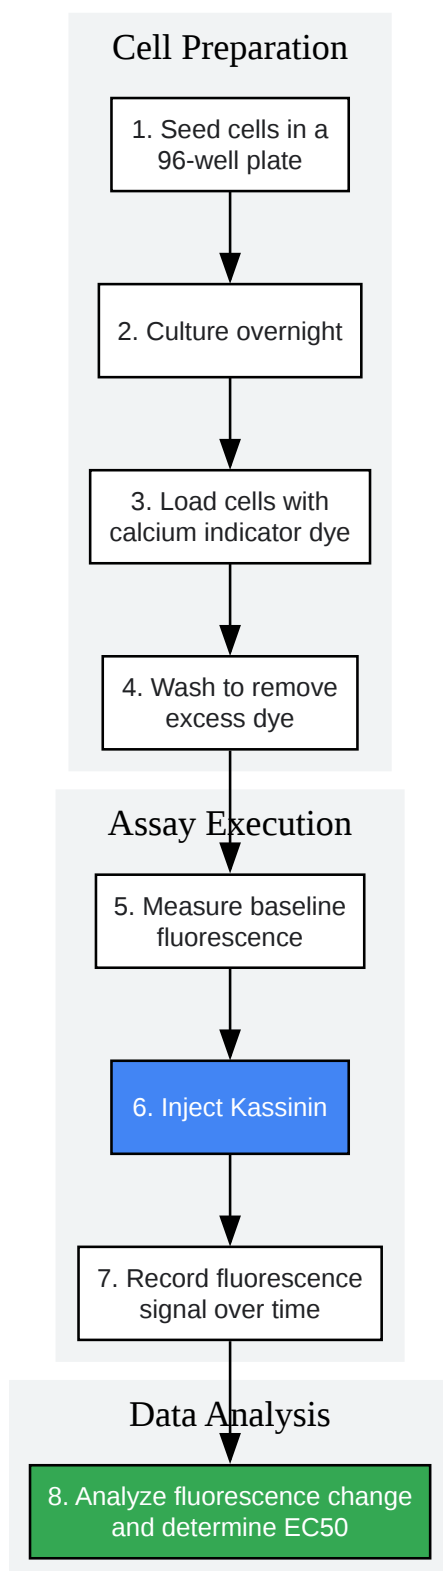 Cell Preparation
1. Seed cells in a
96-well plate
2. Culture overnight
3. Load cells with
calcium indicator dye
4. Wash to remove
excess dye
Assay Execution
5. Measure baseline
fluorescence
6. Inject Kassinin
7. Record fluorescence
signal over time
Data Analysis
8. Analyze fluorescence change
and determine EC50